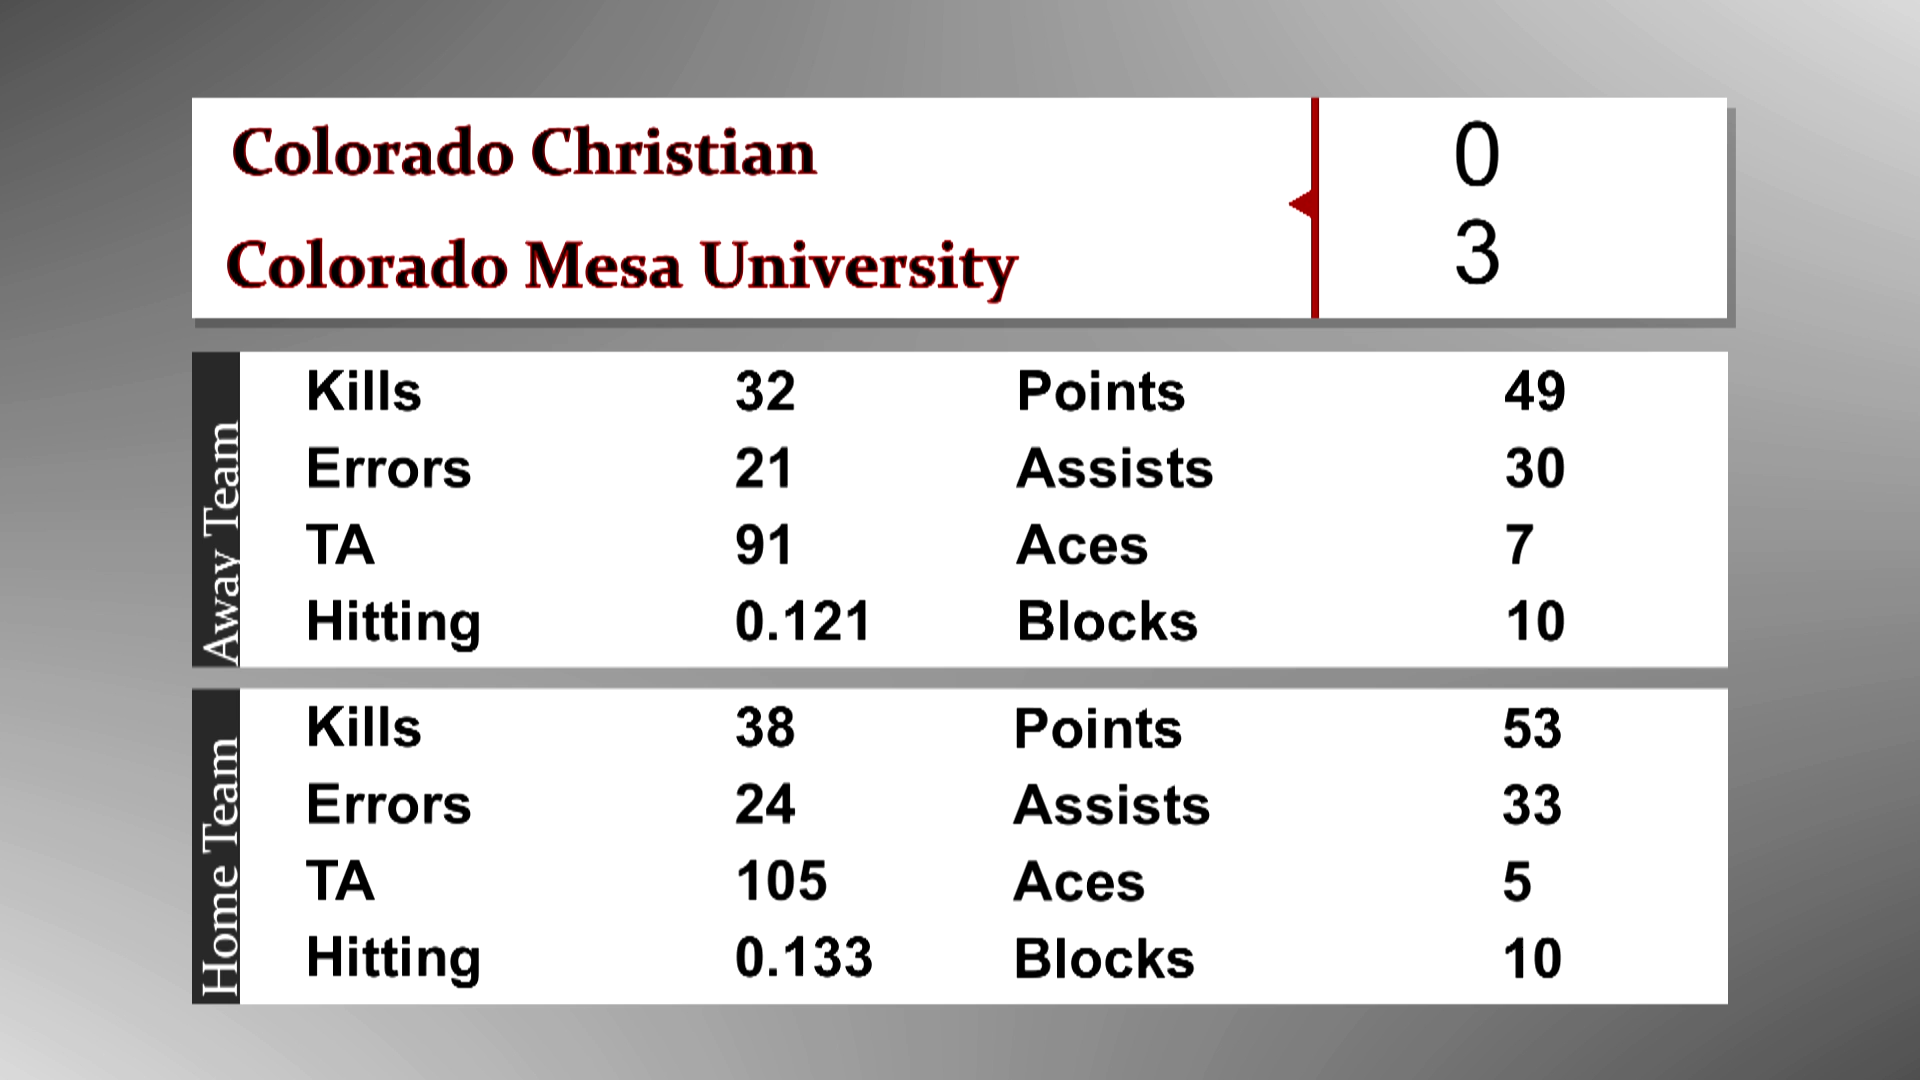 Colorado Christian 0
Colorado Mesa University 3
Away Team
Kills 32 Points 49
Errors 21 Assists 30
TA 91 Aces 7
Hitting 0.121 Blocks 10
Home Team
Kills 38 Points 53
Errors 24 Assists 33
TA 105 Aces 5
Hitting 0.133 Blocks 10